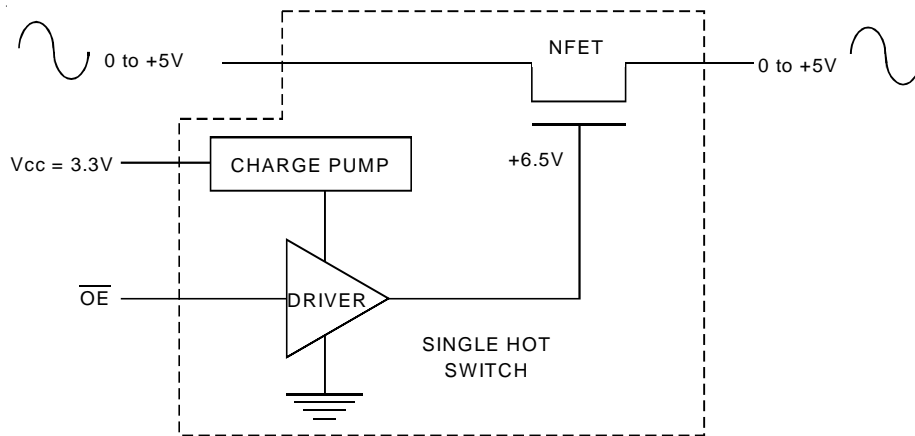 NFET
0 to +5V
0 to +5V
Vcc = 3.3V
CHARGE PUMP
+6.5V
OE
DRIVER
SINGLE HOT
SWITCH